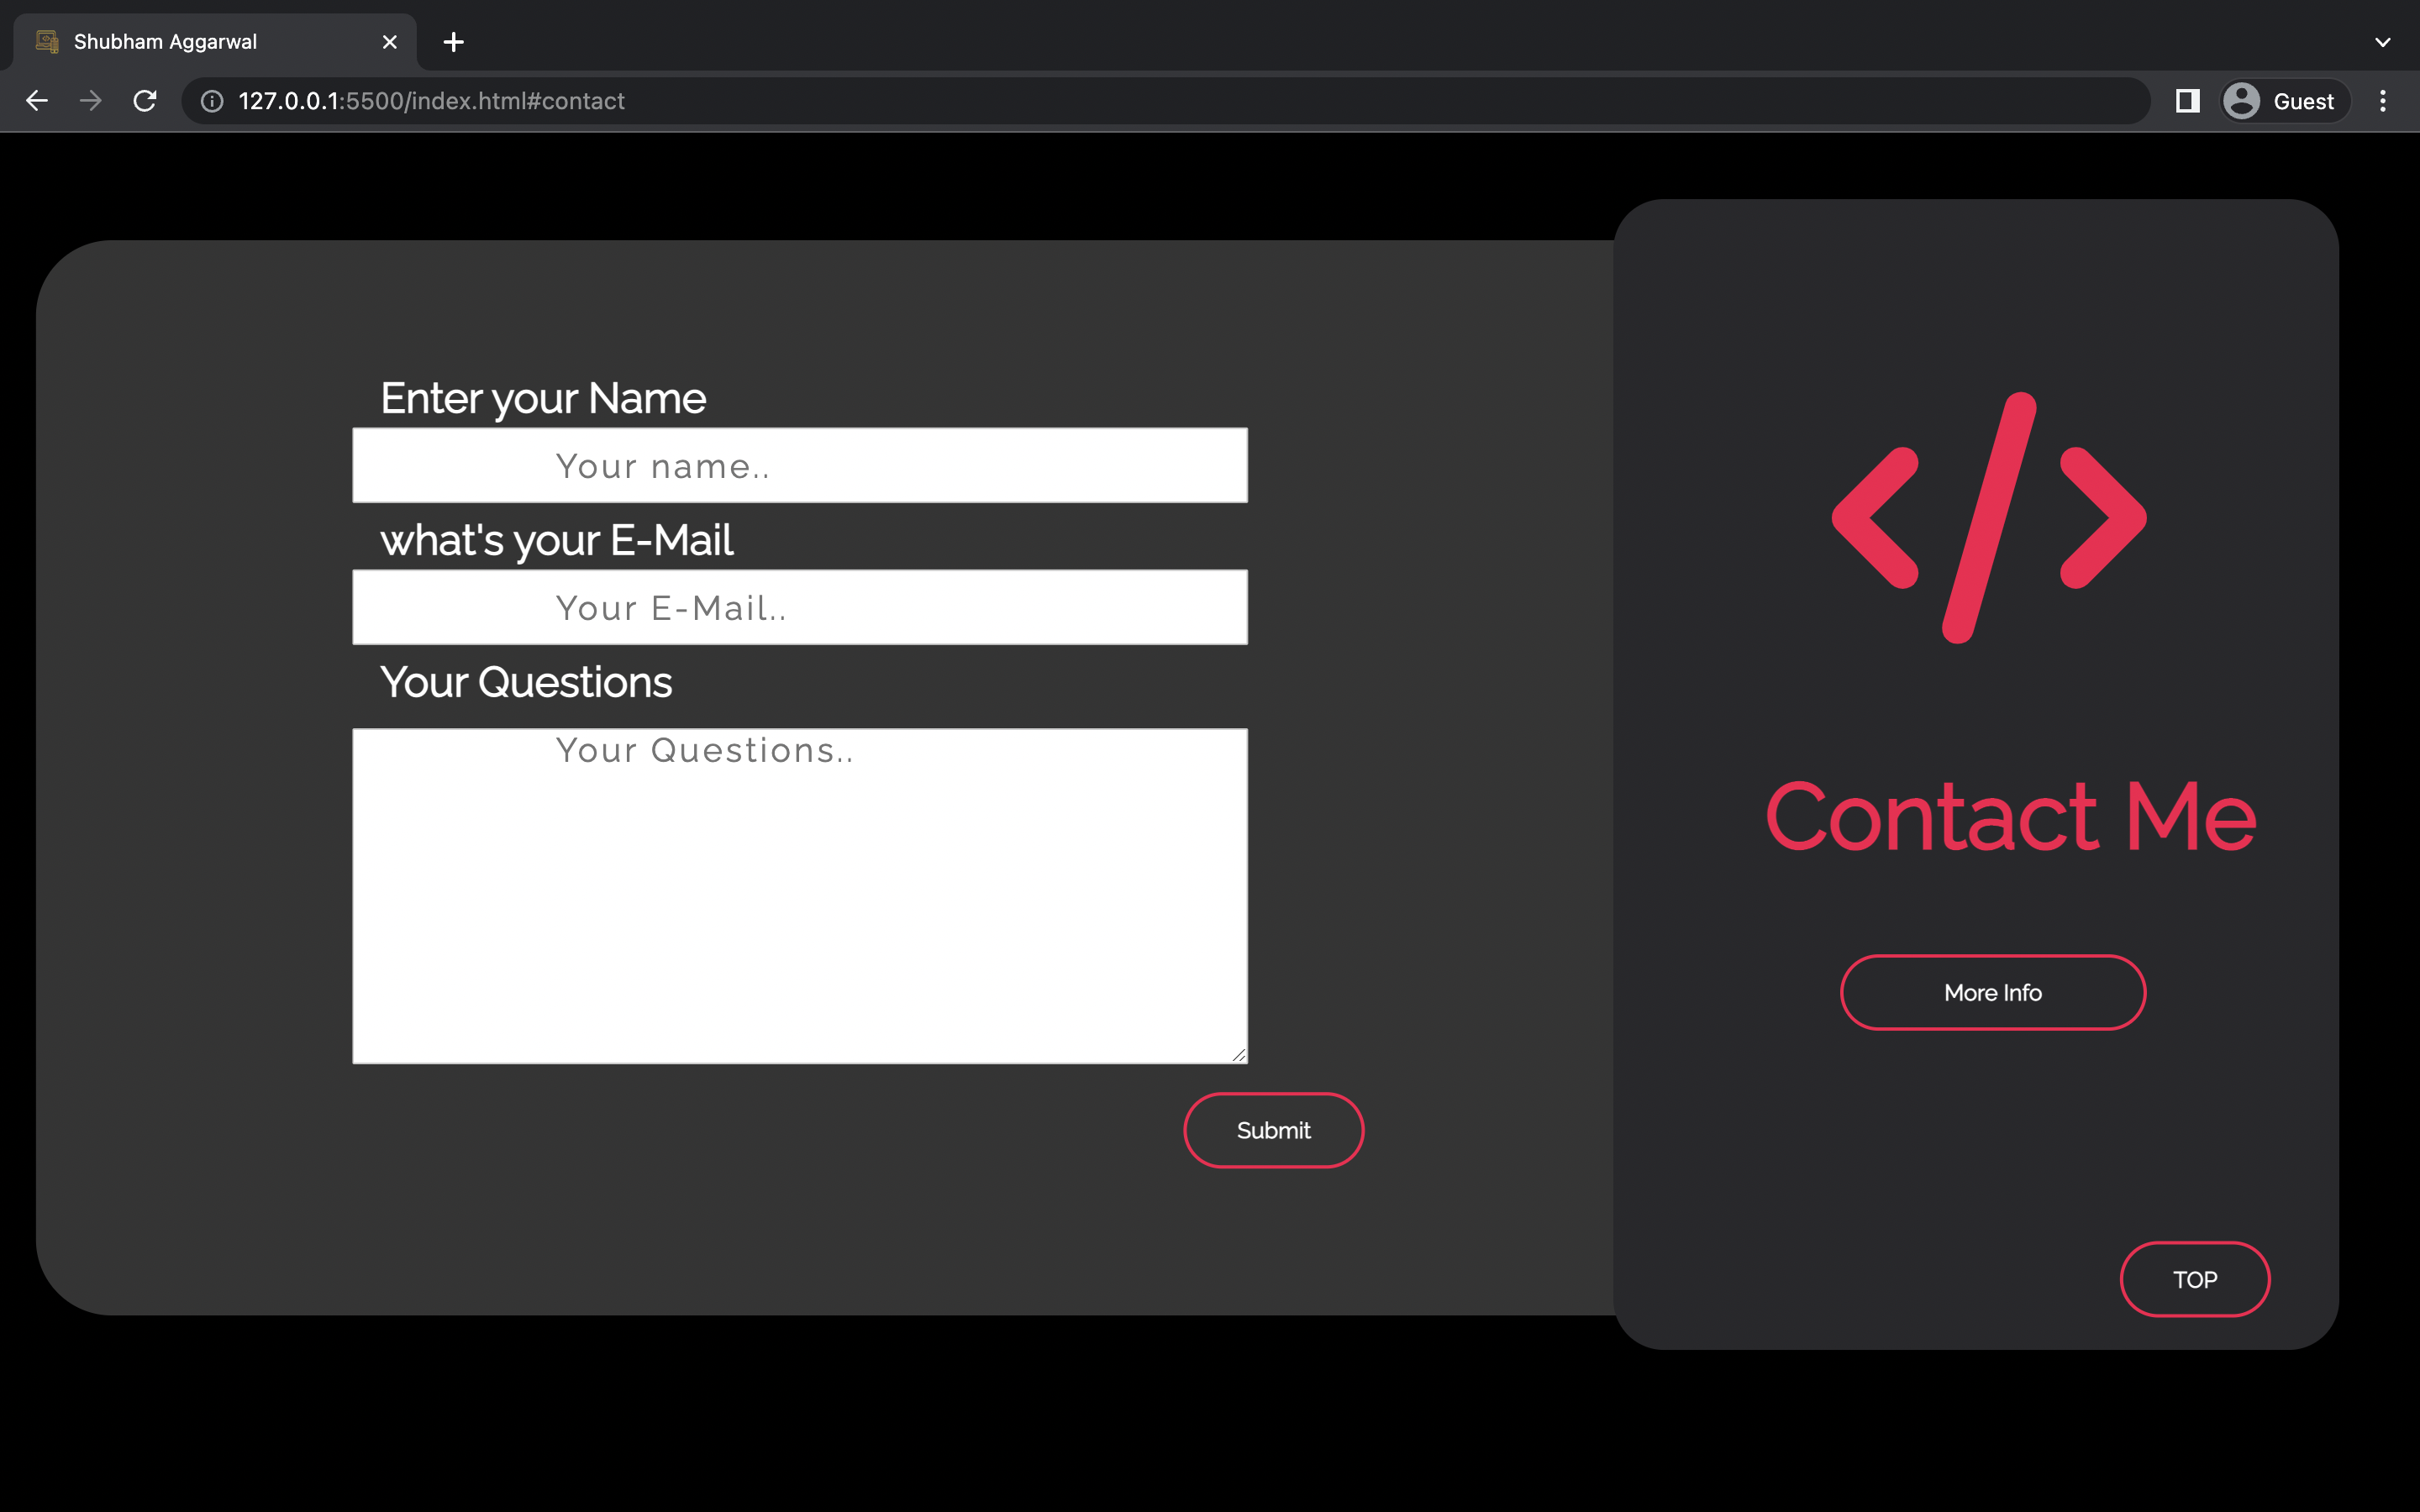 Shubham Aggarwal
127.0.0.1:5500/index.html#contact
Guest
Enter your Name
Your name..
what's your E-Mail
Your E-Mail..
Your Questions
Your Questions..
Submit
</>
Contact Me
More Info
TOP